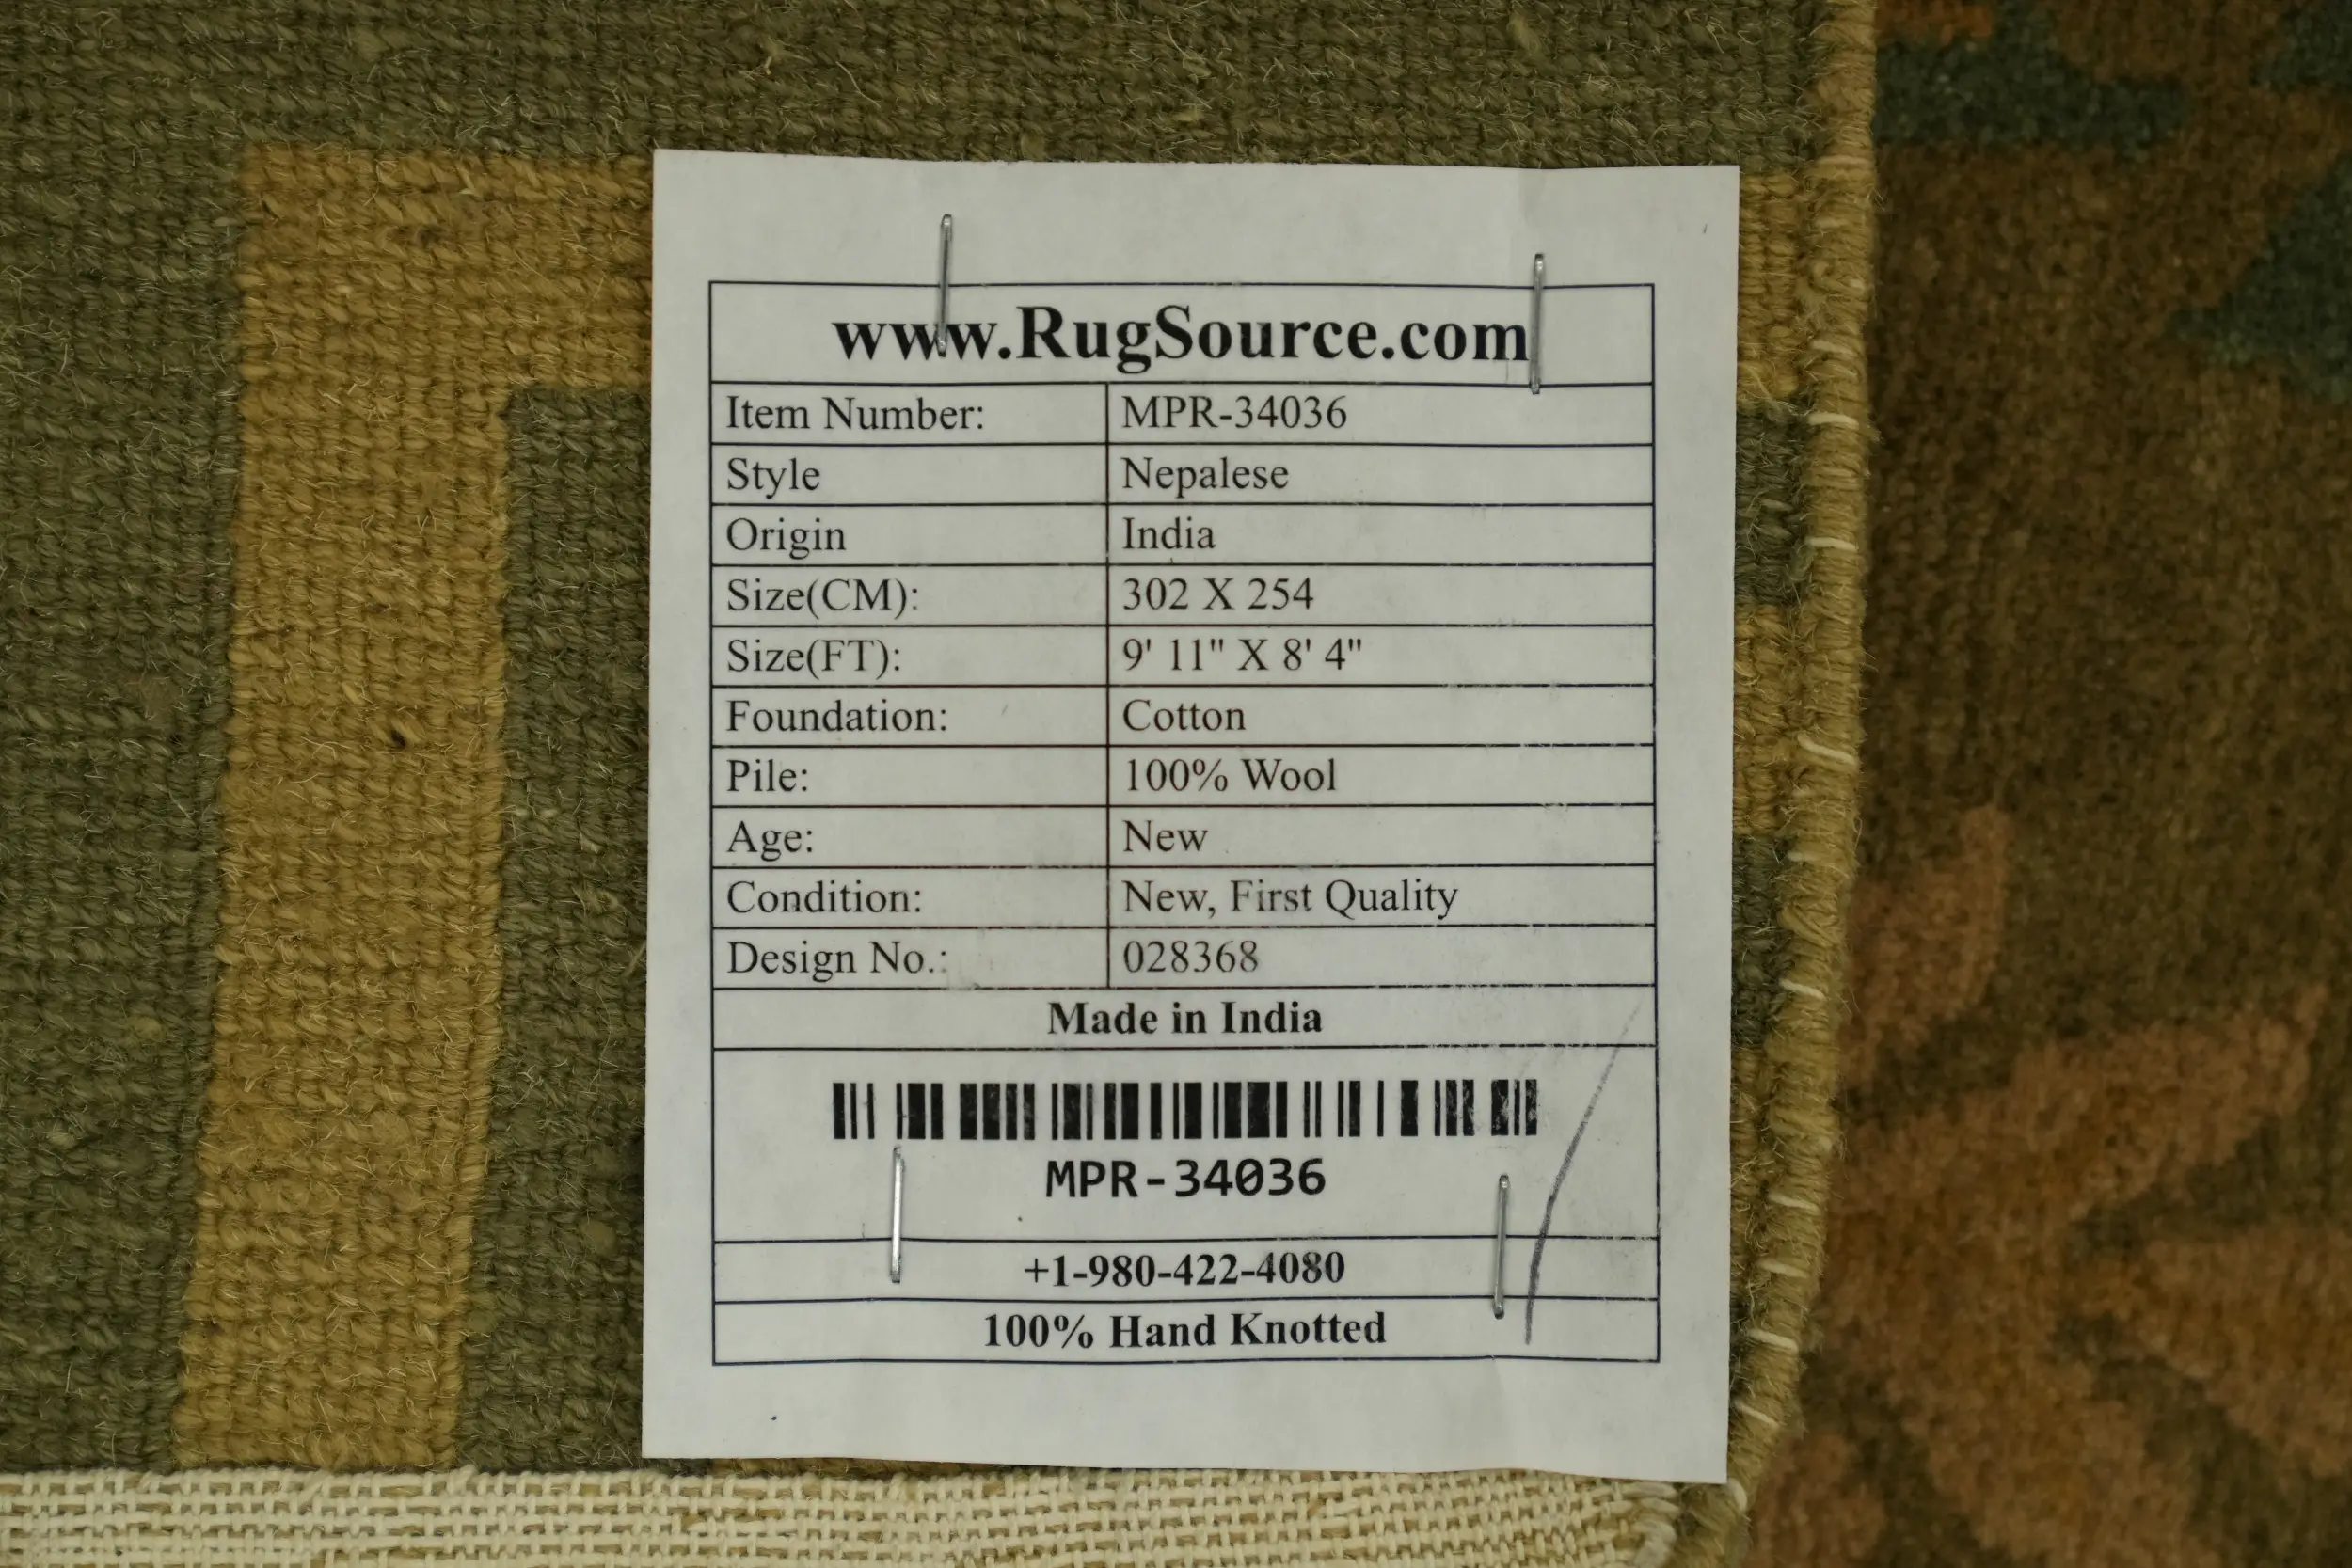 www.RugSource.com
Item Number: MPR-34036
Style Nepalese
Origin India
Size(CM): 302 X 254
Size(FT): 9' 11" X 8' 4"
Foundation: Cotton
Pile: 100% Wool
Age: New
Condition: New, First Quality
Design No.: 028368
Made in India
MPR-34036
+1-980-422-4080
100% Hand Knotted